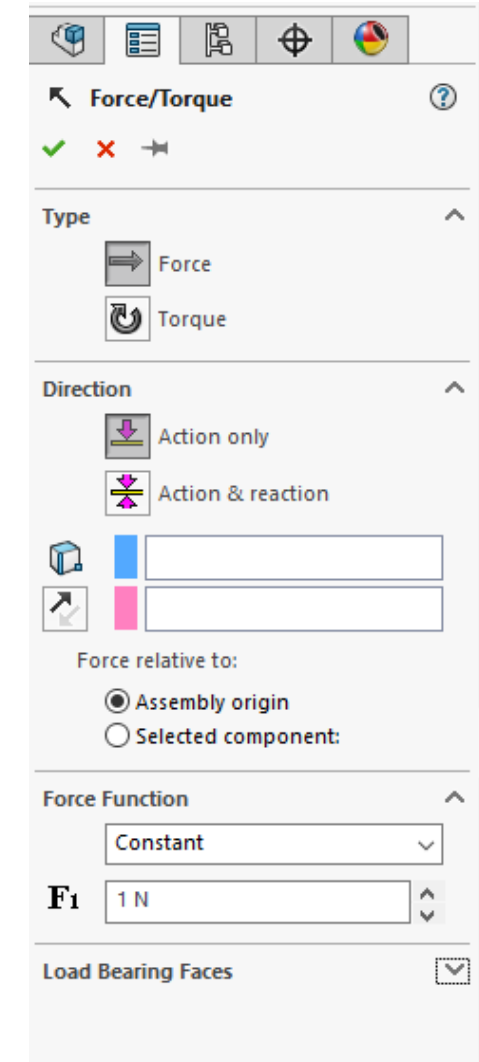 Force/Torque
?
Type
Force
Torque
Direction
Action only
Action & reaction
Force relative to:
Assembly origin
Selected component:
Force Function
Constant
F1 1 N
Load Bearing Faces